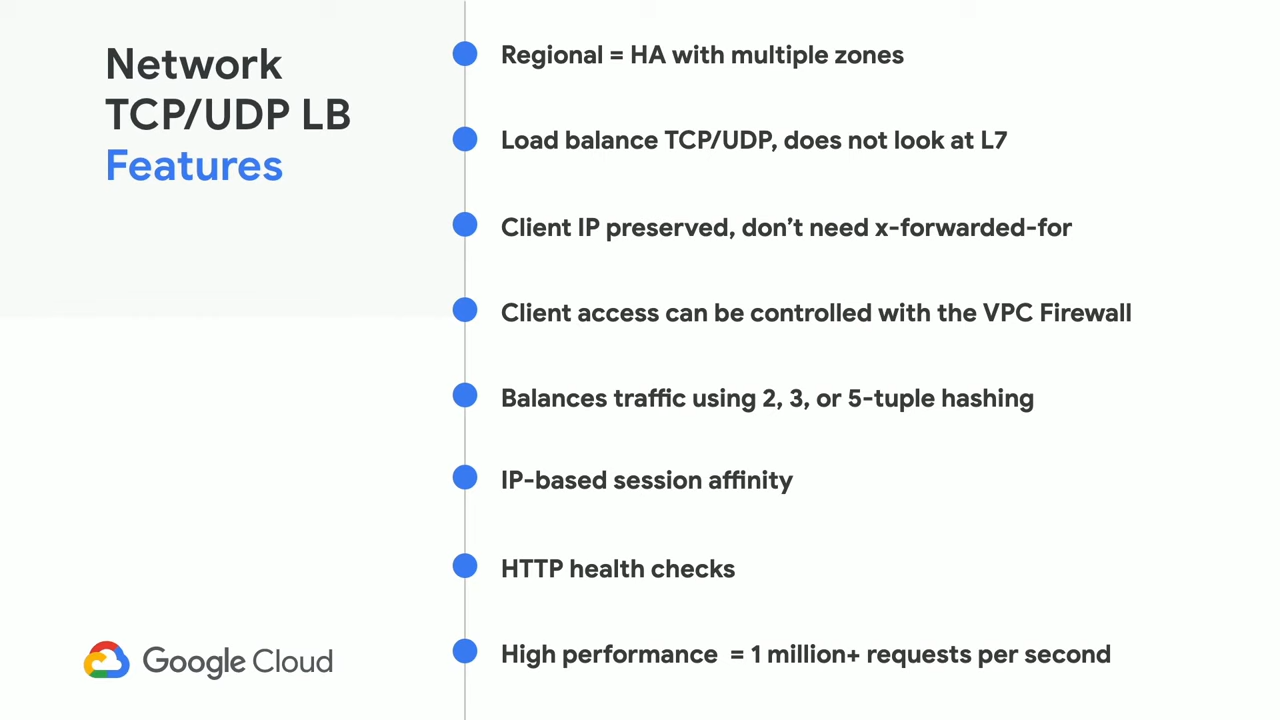 Network
TCP/UDP LB
Features
Regional = HA with multiple zones
Load balance TCP/UDP, does not look at L7
Client IP preserved, don’t need x-forwarded-for
Client access can be controlled with the VPC Firewall
Balances traffic using 2, 3, or 5-tuple hashing
IP-based session affinity
HTTP health checks
High performance  = 1 million+ requests per second
Google Cloud